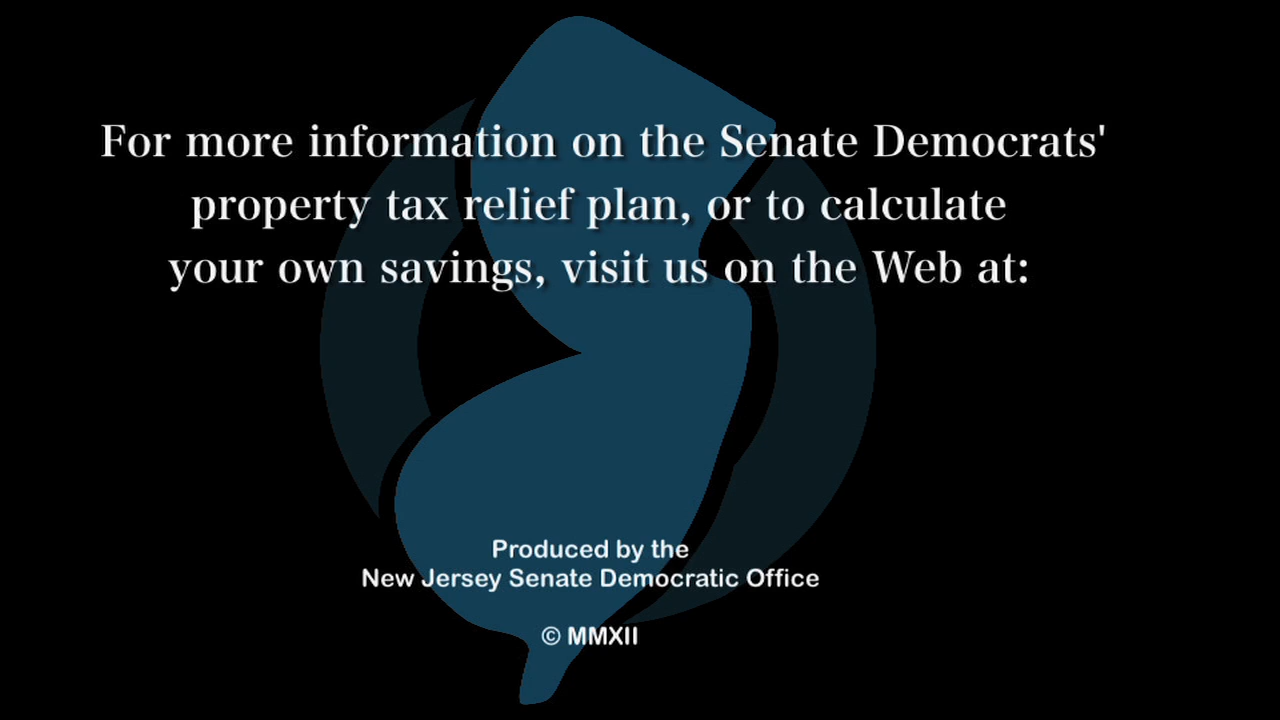 For more information on the Senate Democrats'
property tax relief plan, or to calculate
your own savings, visit us on the Web at:
Produced by the
New Jersey Senate Democratic Office
© MMXII